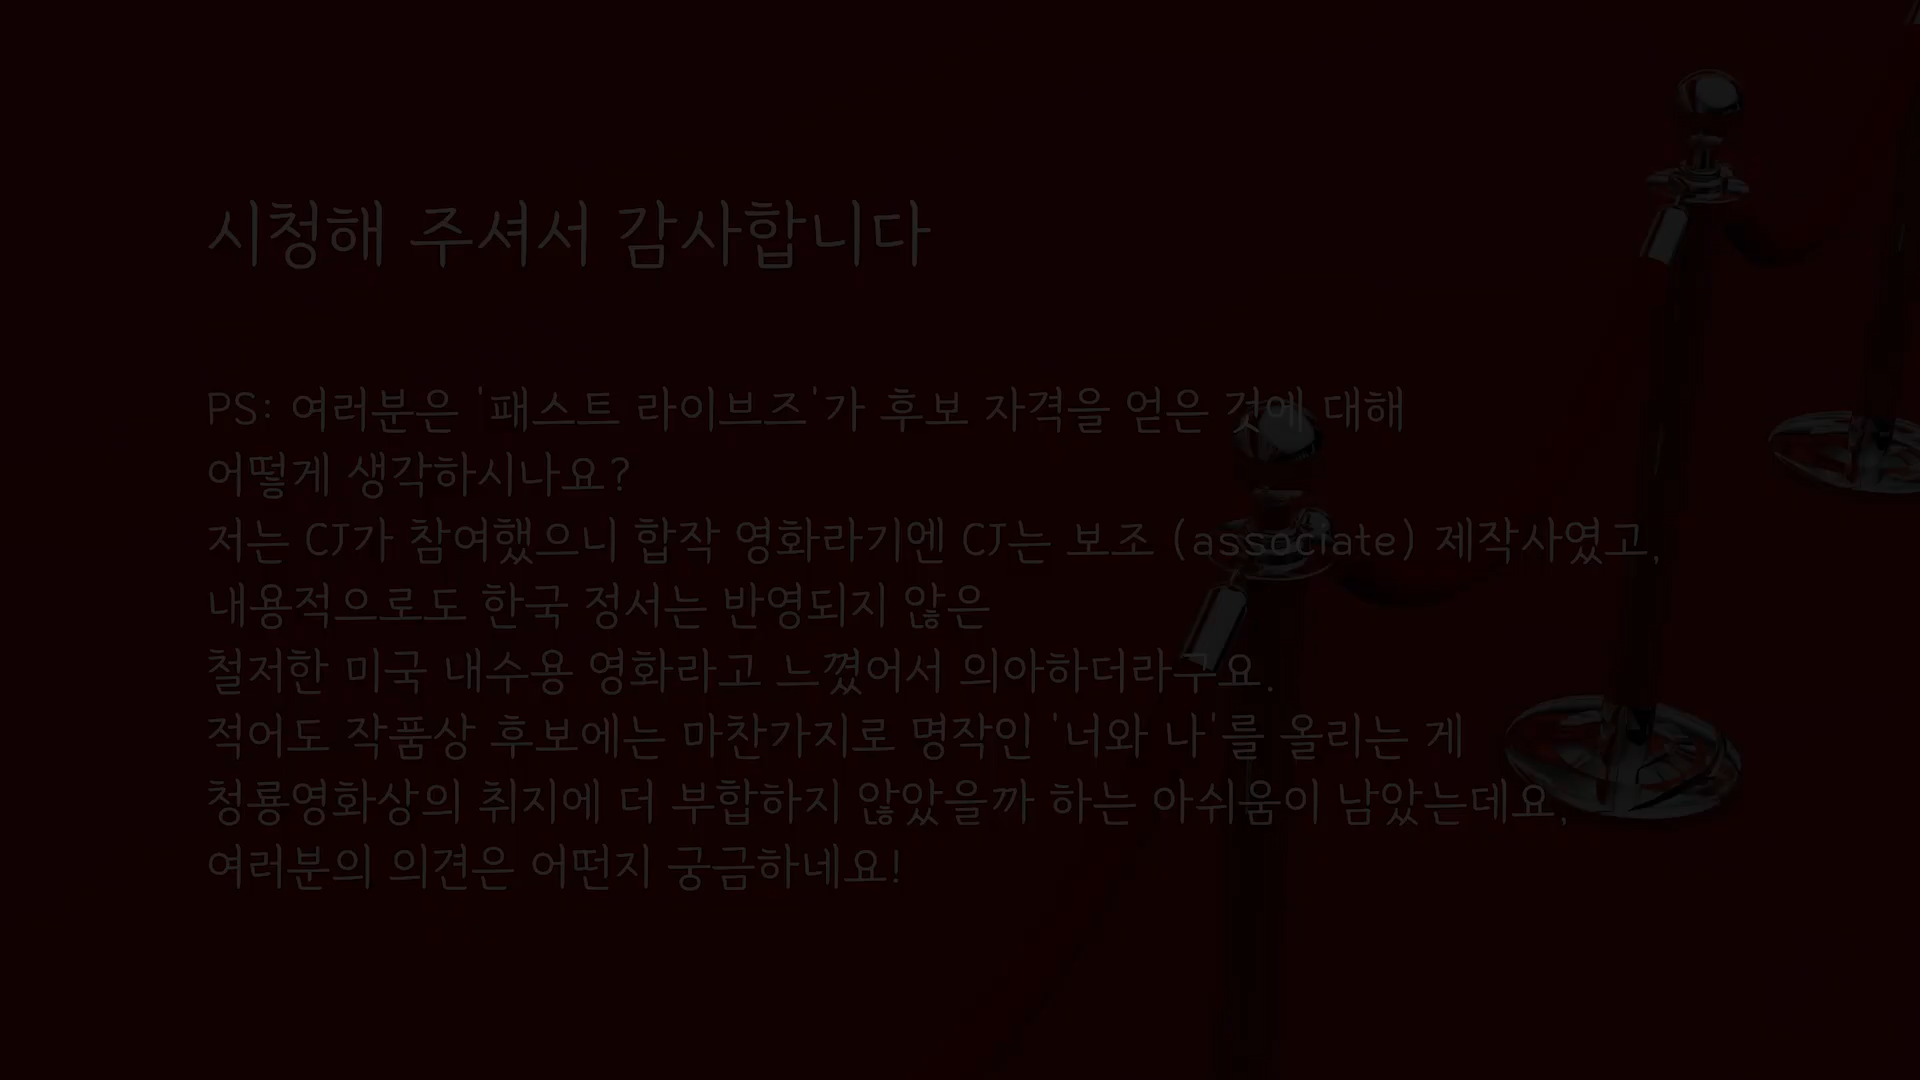 시청해 주셔서 감사합니다
PS: 여러분은 '패스트 라이브즈'가 후보 자격을 얻은 것에 대해
어떻게 생각하시나요?
저는 CJ가 참여했으니 합작 영화라기엔 CJ는 보조 (associate) 제작사였고,
내용적으로도 한국 정서는 반영되지 않은
철저한 미국 내수용 영화라고 느꼈어서 의아하더라구요.
적어도 작품상 후보에는 마찬가지로 명작인 '너와 나'를 올리는 게
청룡영화상의 취지에 더 부합하지 않았을까 하는 아쉬움이 남았는데요,
여러분의 의견은 어떤지 궁금하네요!